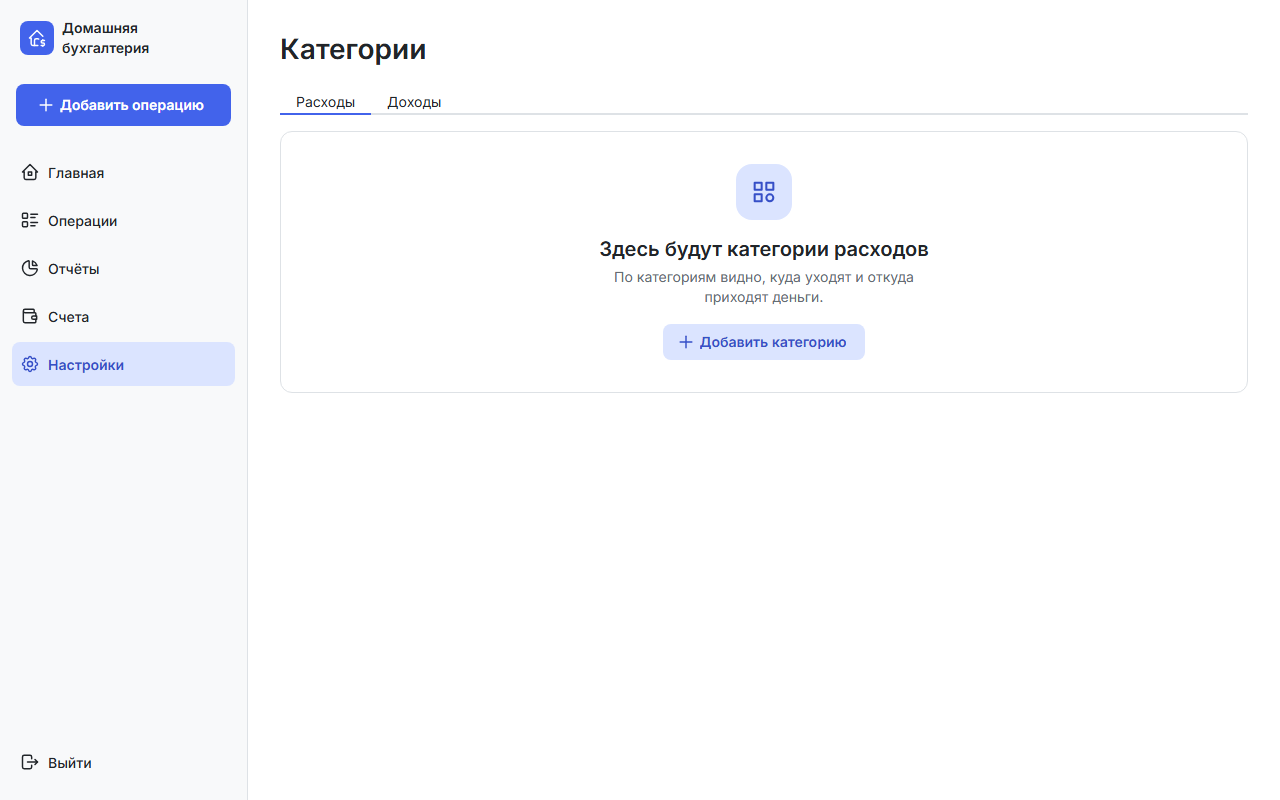 Домашняя
бухгалтерия
Добавить операцию
Главная
Операции
Отчёты
Счета
Настройки
Выйти
Категории
Расходы Доходы
Здесь будут категории расходов
По категориям видно, куда уходят и откуда
приходят деньги.
Добавить категорию